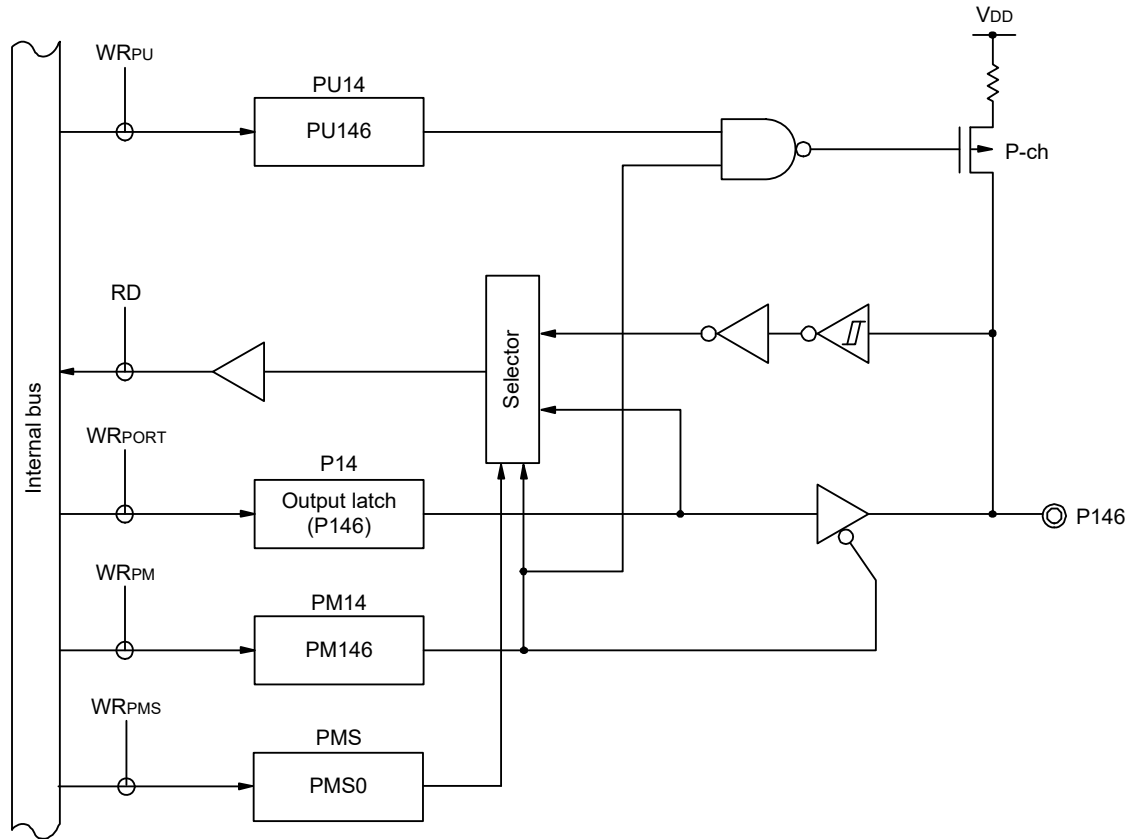 VDD
WRPU
PU14
PU146
P-ch
RD
Selector
Internal bus
WRPORT
P14
Output latch
(P146)
P146
WRPM
PM14
PM146
WRPMS
PMS
PMS0